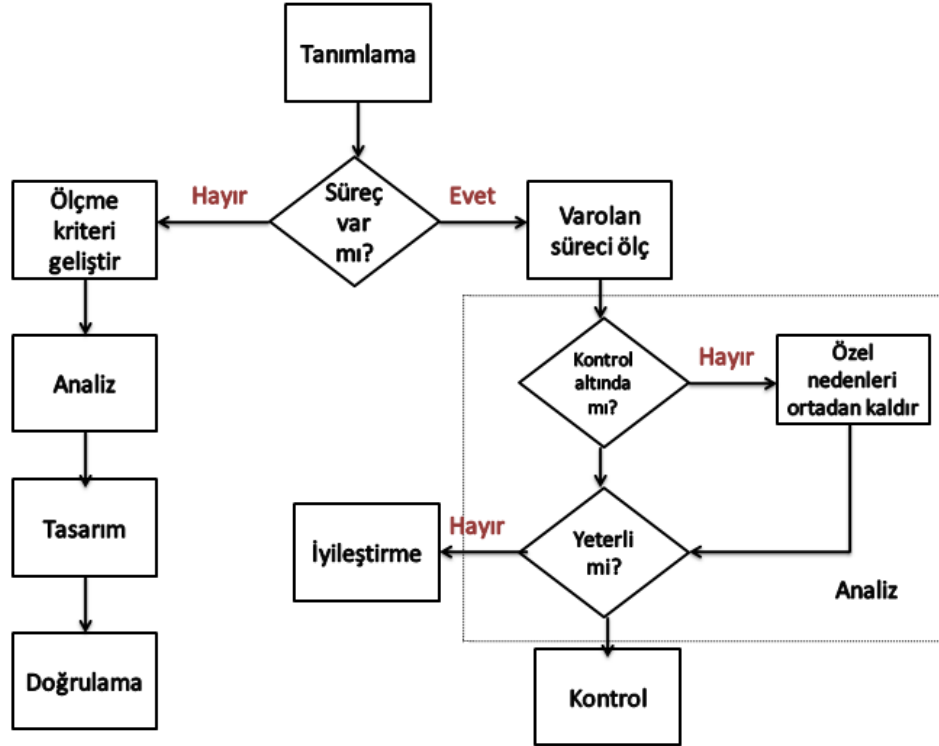 Tanımlama
Süreç
var
mı?
Hayır
Evet
Ölçme
kriteri
geliştir
Varolan
süreci ölç
Analiz
Kontrol
altında
mı?
Hayır
Özel
nedenleri
ortadan kaldır
Tasarım
İyileştirme
Hayır
Yeterli
mi?
Analiz
Doğrulama
Kontrol